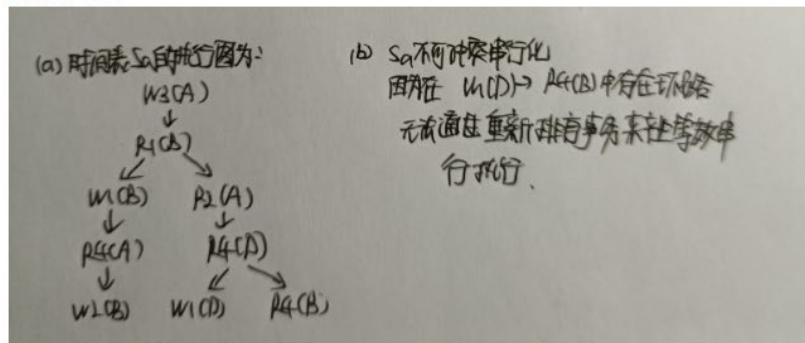 (a) 时间表Sa的执行图为:
W3(A)
↓
R1(B)
↙ ↘
W1(B) R2(A)
↓ ↓
R4(A) R4(D)
↓ ↙ ↘
W2(B) W1(D) R4(B)
(b) Sa不可冲突串行化
因为在 W1(D)→R4(B)中存在环路
无法通过重新排序事务来等效串
行执行.